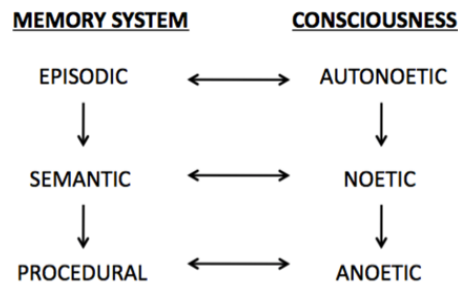 MEMORY SYSTEM CONSCIOUSNESS
EPISODIC AUTONOETIC
SEMANTIC NOETIC
PROCEDURAL ANOETIC